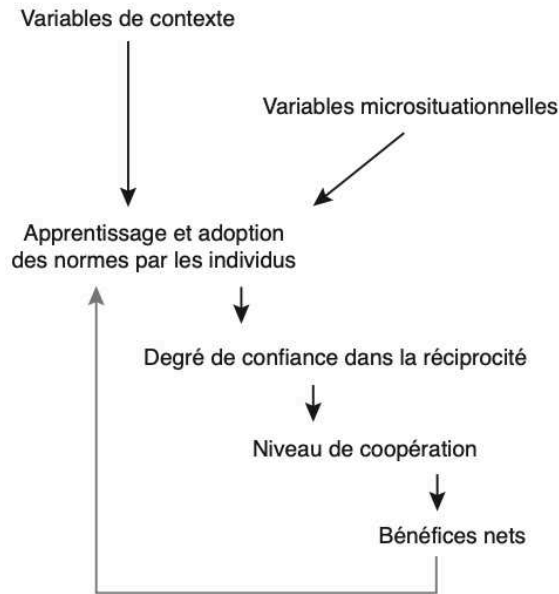 Variables de contexte
Variables microsituationnelles
Apprentissage et adoption
des normes par les individus
Degré de confiance dans la réciprocité
Niveau de coopération
Bénéfices nets